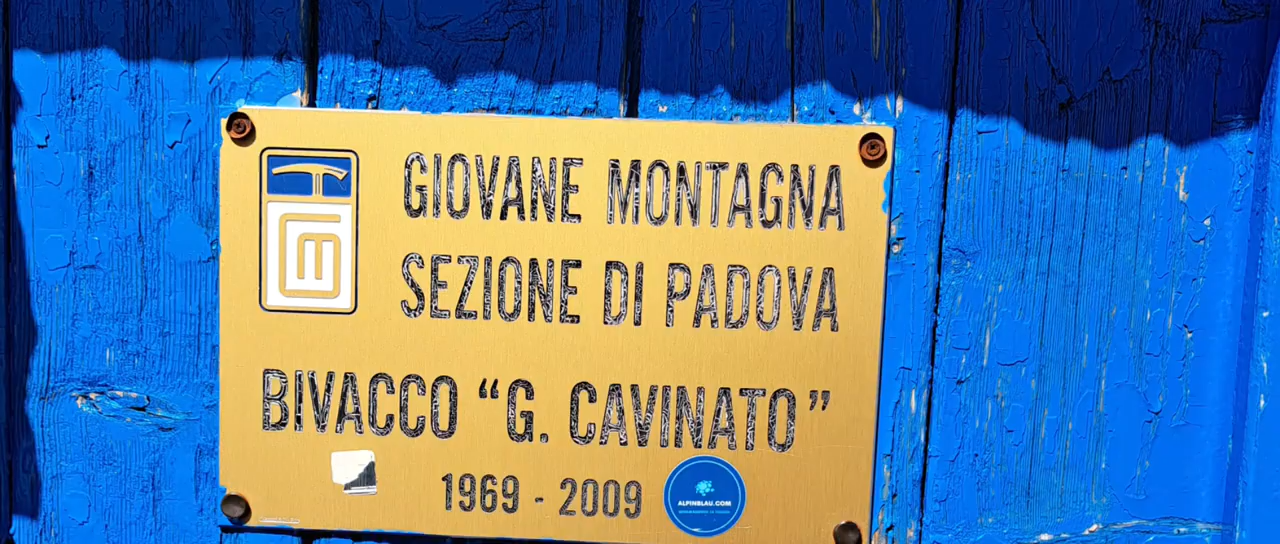 GIOVANE MONTAGNA
SEZIONE DI PADOVA
BIVACCO “G. CAVINATO”
1969 - 2009
ALPINBLAU.COM